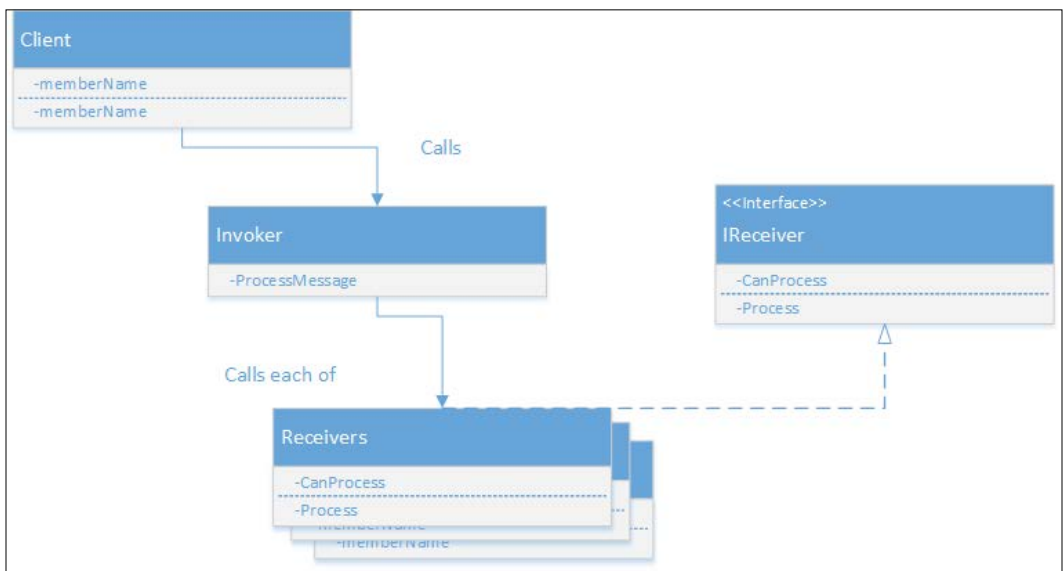 Client
-memberName
-memberName
Calls
Invoker
-ProcessMessage
<<Interface>>
IReceiver
-CanProcess
-Process
Calls each of
Receivers
-CanProcess
-Process
-memberName